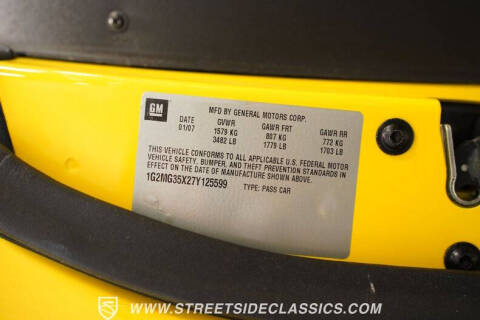 GM
MFD BY GENERAL MOTORS CORP.
DATE GVWR GAWR FRT GAWR RR
01/07 1579 KG 807 KG 772 KG
3482 LB 1779 LB 1703 LB
THIS VEHICLE CONFORMS TO ALL APPLICABLE U.S. FEDERAL MOTOR
VEHICLE SAFETY, BUMPER, AND THEFT PREVENTION STANDARDS IN
EFFECT ON THE DATE OF MANUFACTURE SHOWN ABOVE.
1G2MG35X27Y125599 TYPE: PASS CAR
WWW.STREETSIDECLASSICS.COM